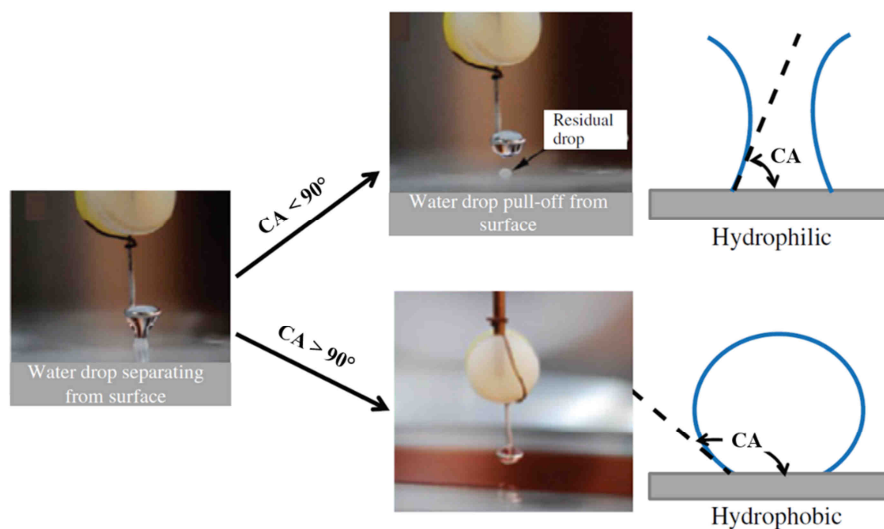 Water drop separating
from surface
CA < 90°
CA > 90°
Residual
drop
Water drop pull-off from
surface
CA
Hydrophilic
CA
Hydrophobic